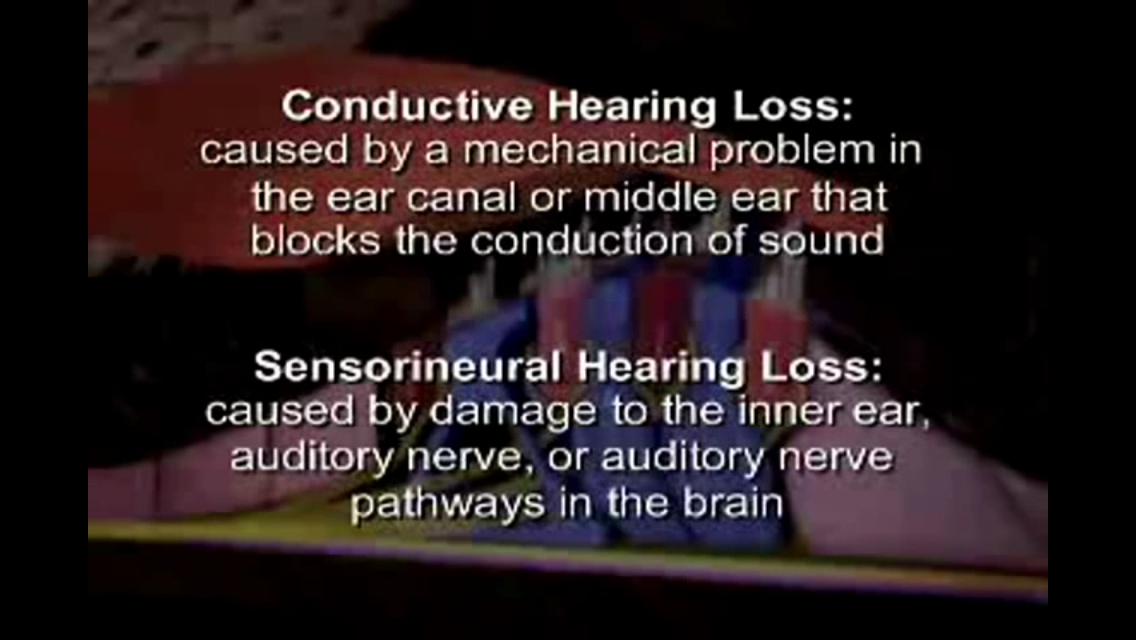 Conductive Hearing Loss:
caused by a mechanical problem in
the ear canal or middle ear that
blocks the conduction of sound
Sensorineural Hearing Loss:
caused by damage to the inner ear,
auditory nerve, or auditory nerve
pathways in the brain